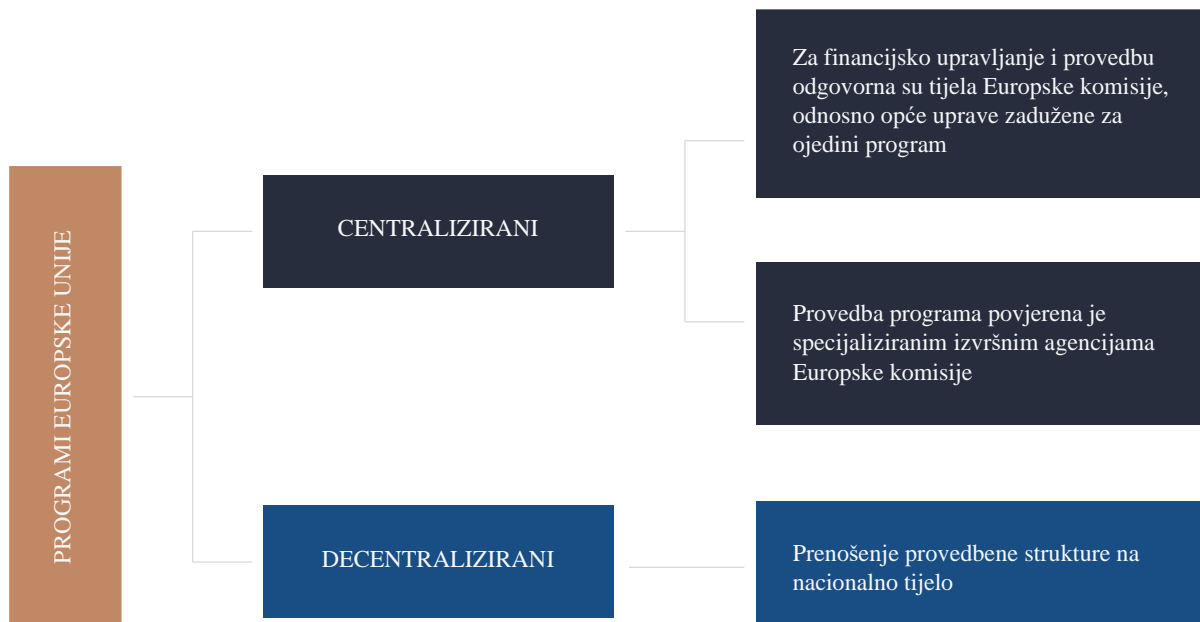 PROGRAMI EUROPSKE UNIJE
CENTRALIZIRANI
Za financijsko upravljanje i provedbu
odgovorna su tijela Europske komisije,
odnosno opće uprave zadužene za
ojedini program
Provedba programa povjerena je
specijaliziranim izvršnim agencijama
Europske komisije
DECENTRALIZIRANI
Prenošenje provedbene strukture na
nacionalno tijelo